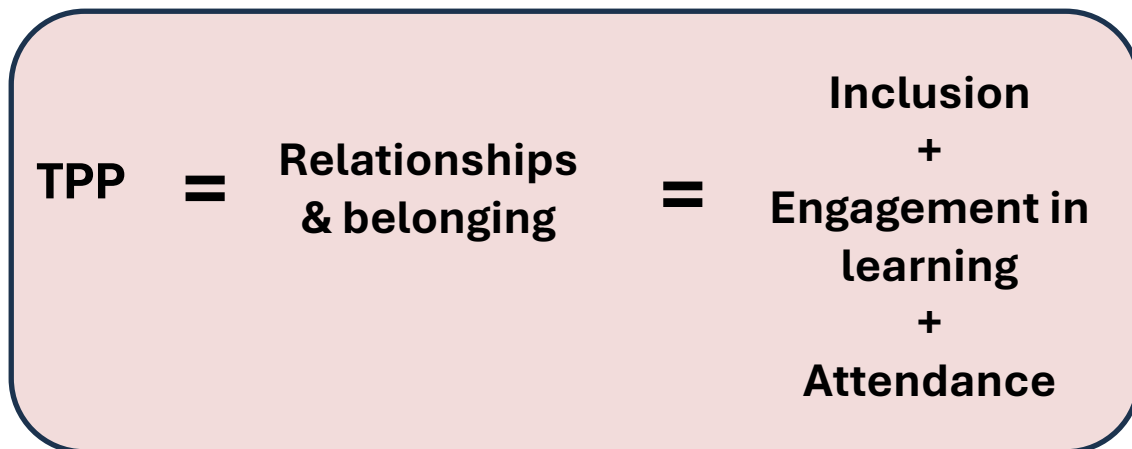 TPP
=
Relationships
& belonging
=
Inclusion
+
Engagement in
learning
+
Attendance